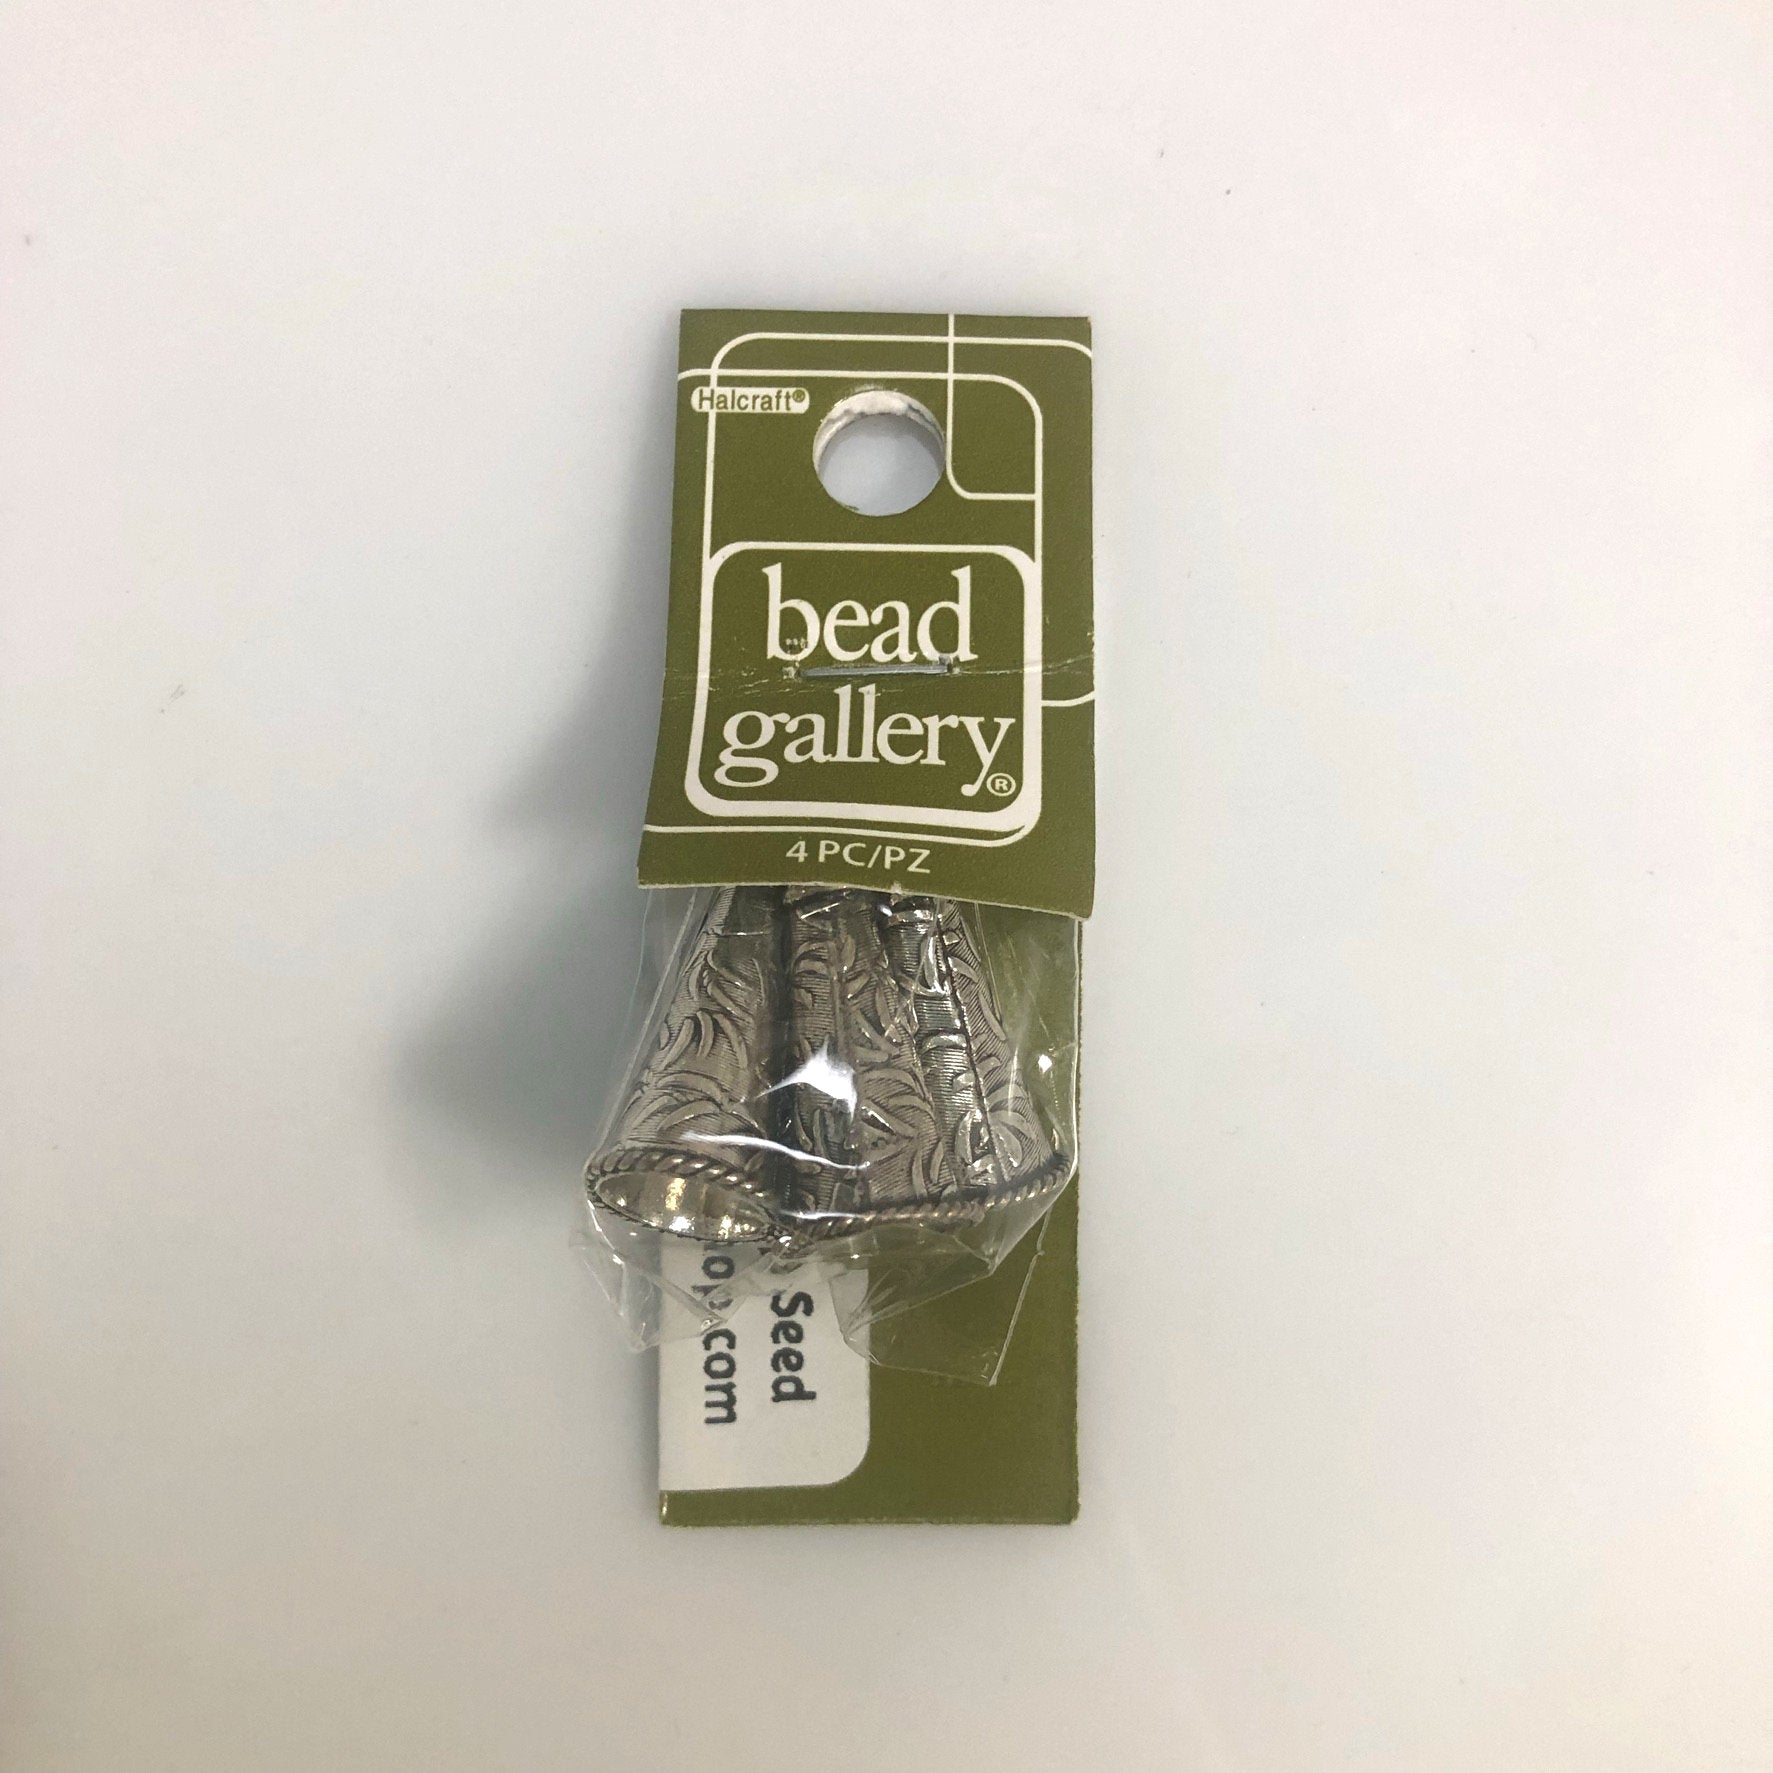 Halcraft®
bead
gallery®
4 PC/PZ
Seed
.com